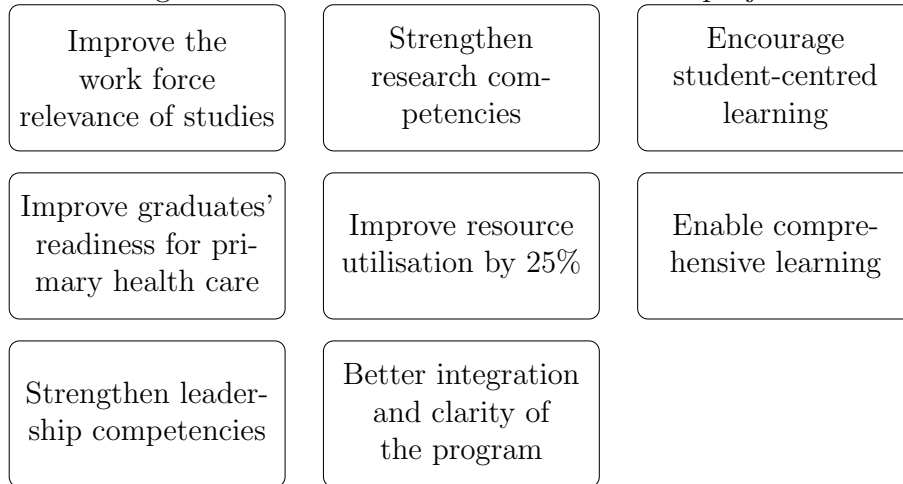 Improve the
work force
relevance of studies
Strengthen
research com-
petencies
Encourage
student-centred
learning
Improve graduates'
readiness for pri-
mary health care
Improve resource
utilisation by 25%
Enable compre-
hensive learning
Strengthen leader-
ship competencies
Better integration
and clarity of
the program